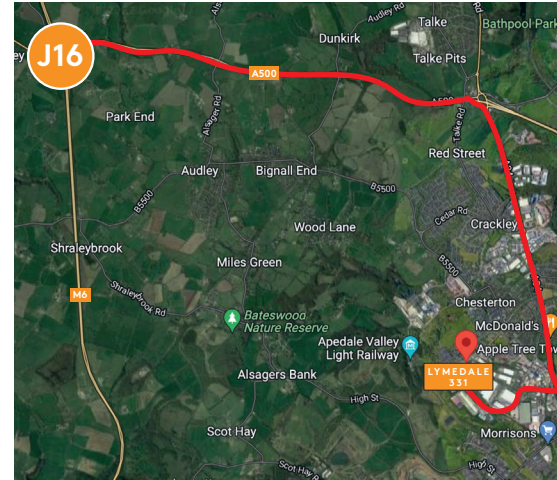 Audley Rd
Talke
Bathpool Park
Dunkirk
J16
Talke Pits
A500
A500
Park End
Alsager Rd
Talke Rd
Red Street
Audley
Bignall End
B5500
B5500
Cedar Rd
Wood Lane
Crackley
Shraleybrook
Miles Green
B5500
M6
Shraleybrook Rd
Chesterton
Bateswood
Nature Reserve
McDonald's
Apedale Valley
Light Railway
Apple Tree
LYMEDALE
331
Alsagers Bank
High St
Scot Hay
Morrisons
Scot Hay
High St